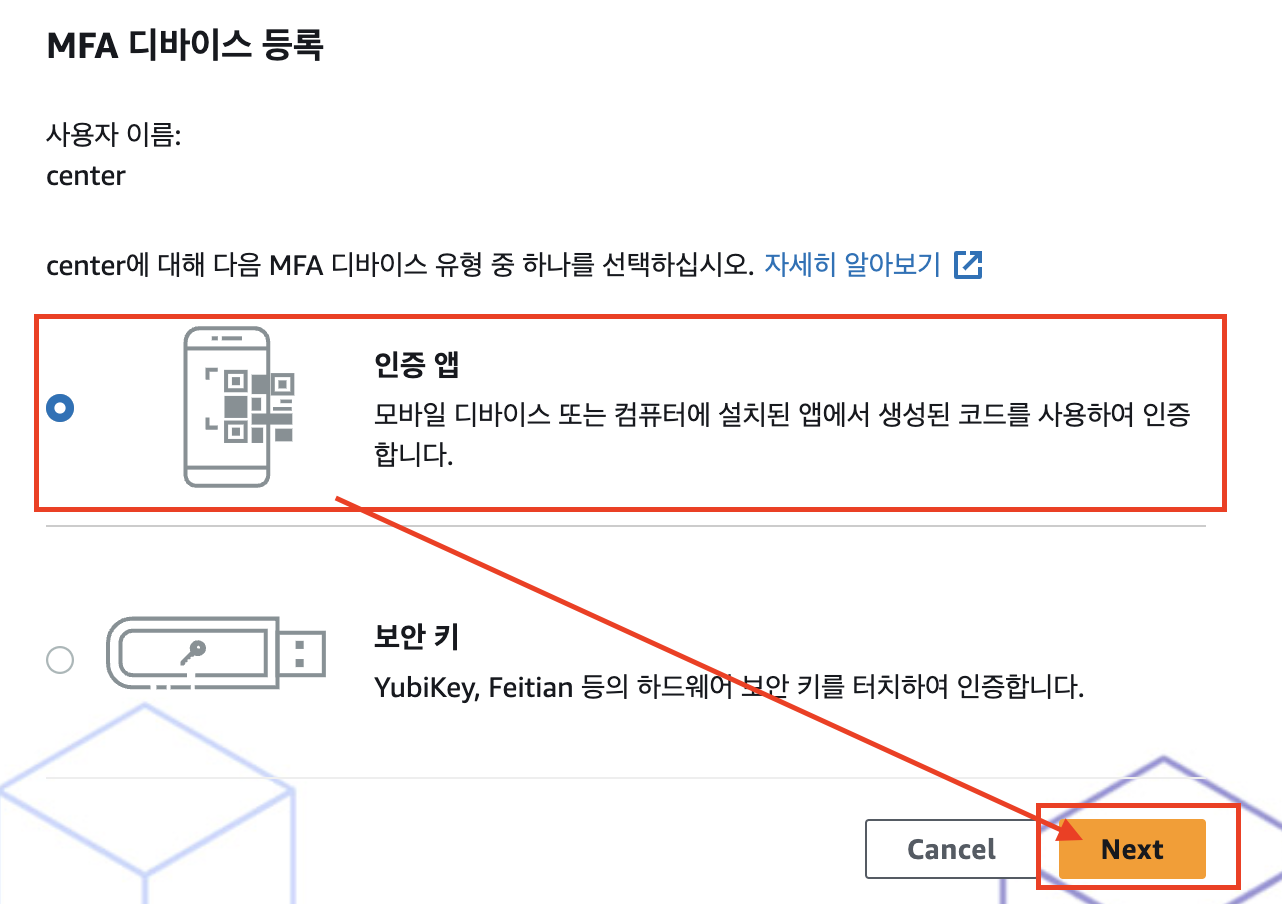 MFA 디바이스 등록
사용자 이름:
center
center에 대해 다음 MFA 디바이스 유형 중 하나를 선택하십시오. 자세히 알아보기
인증 앱
모바일 디바이스 또는 컴퓨터에 설치된 앱에서 생성된 코드를 사용하여 인증
합니다.
보안 키
YubiKey, Feitian 등의 하드웨어 보안 키를 터치하여 인증합니다.
Cancel
Next